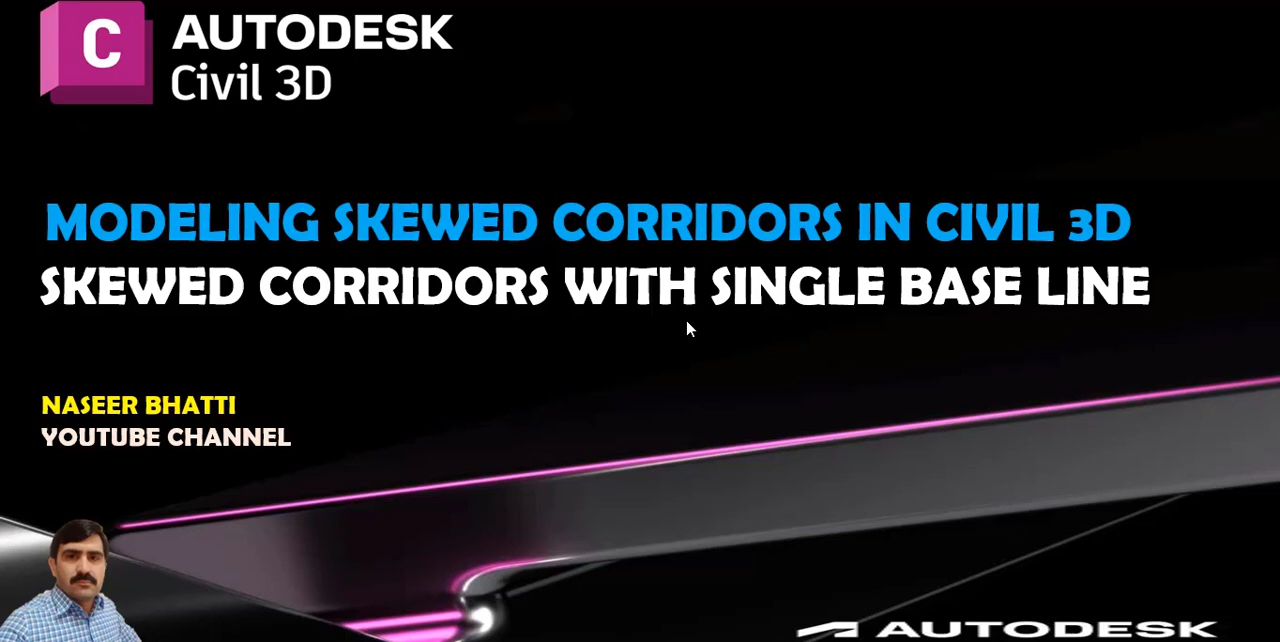 C
AUTODESK
Civil 3D
MODELING SKEWED CORRIDORS IN CIVIL 3D
SKEWED CORRIDORS WITH SINGLE BASE LINE
NASEER BHATTI
YOUTUBE CHANNEL
AUTODESK